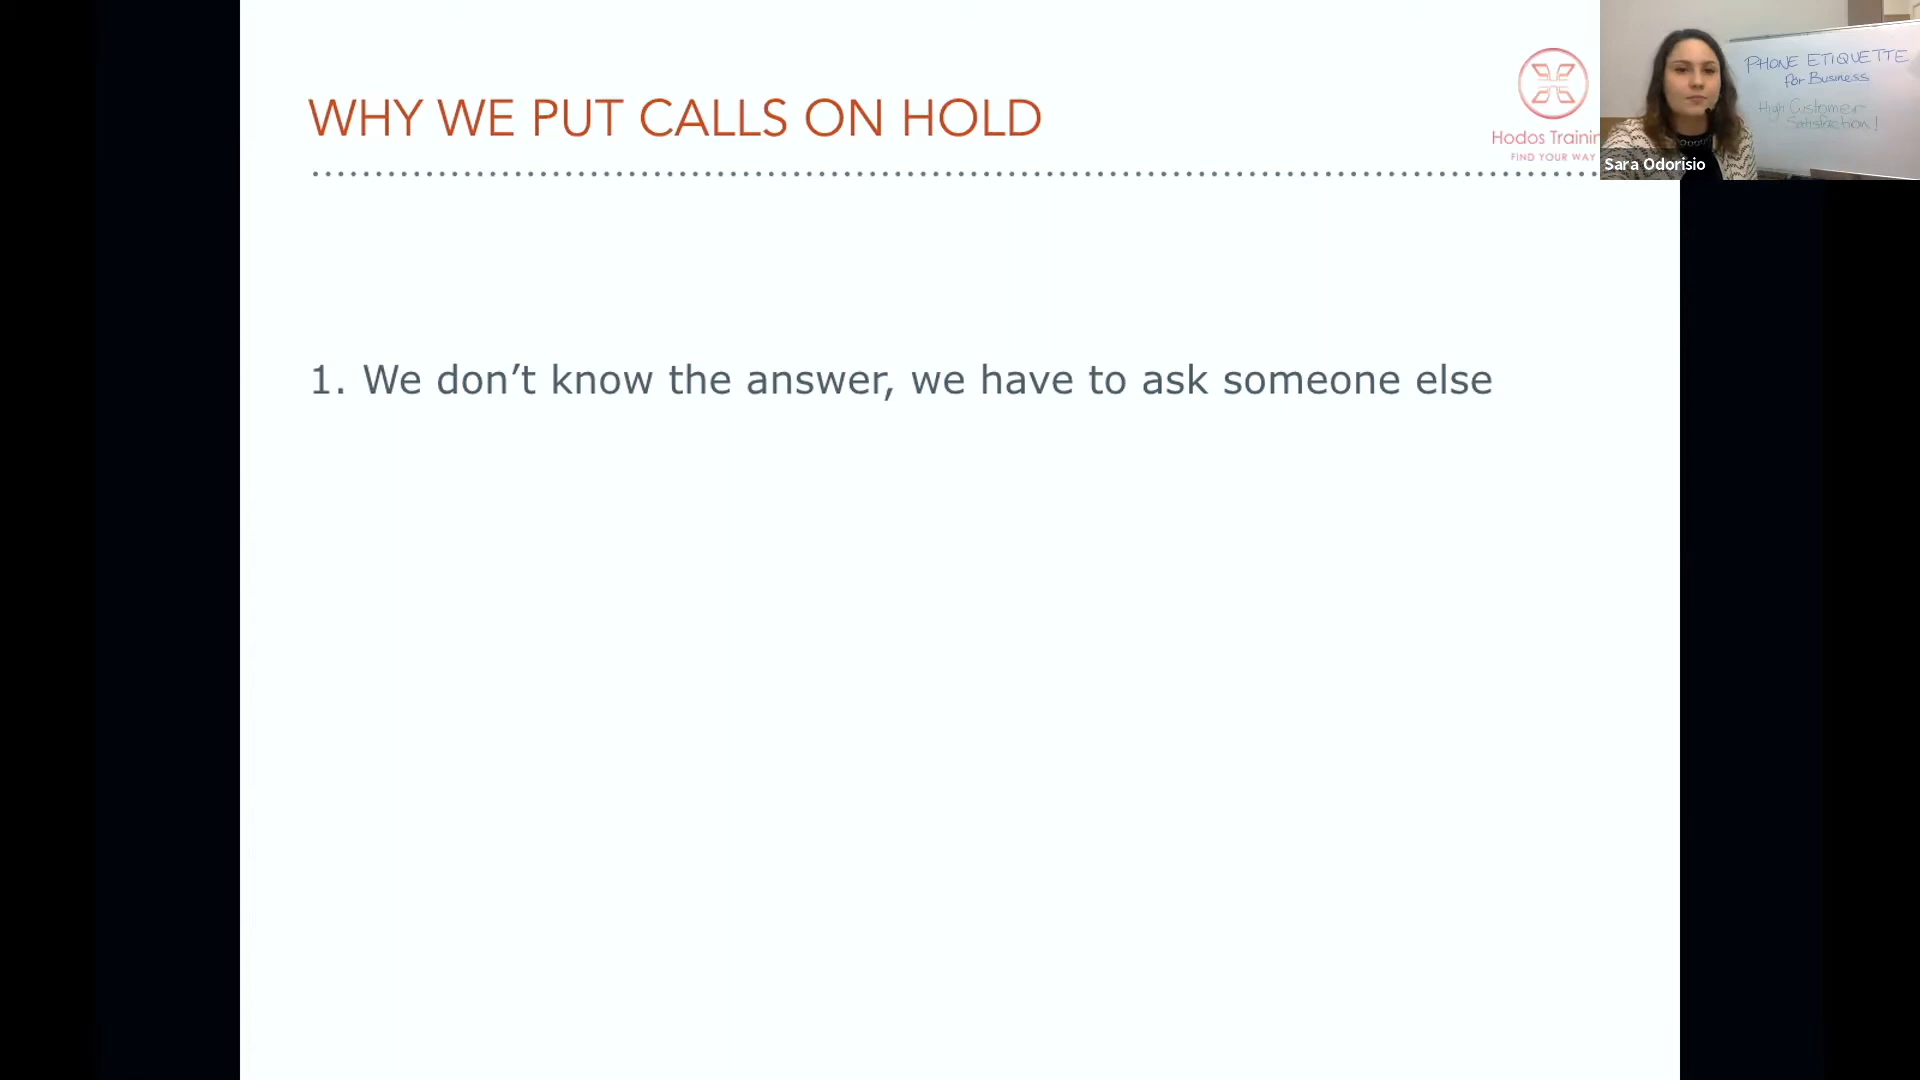 WHY WE PUT CALLS ON HOLD
Hodos Trainin
FIND YOUR WAY
PHONE ETIQUETTE
for Business
High Customer
Satisfaction!
Sara Odorisio
1. We don’t know the answer, we have to ask someone else